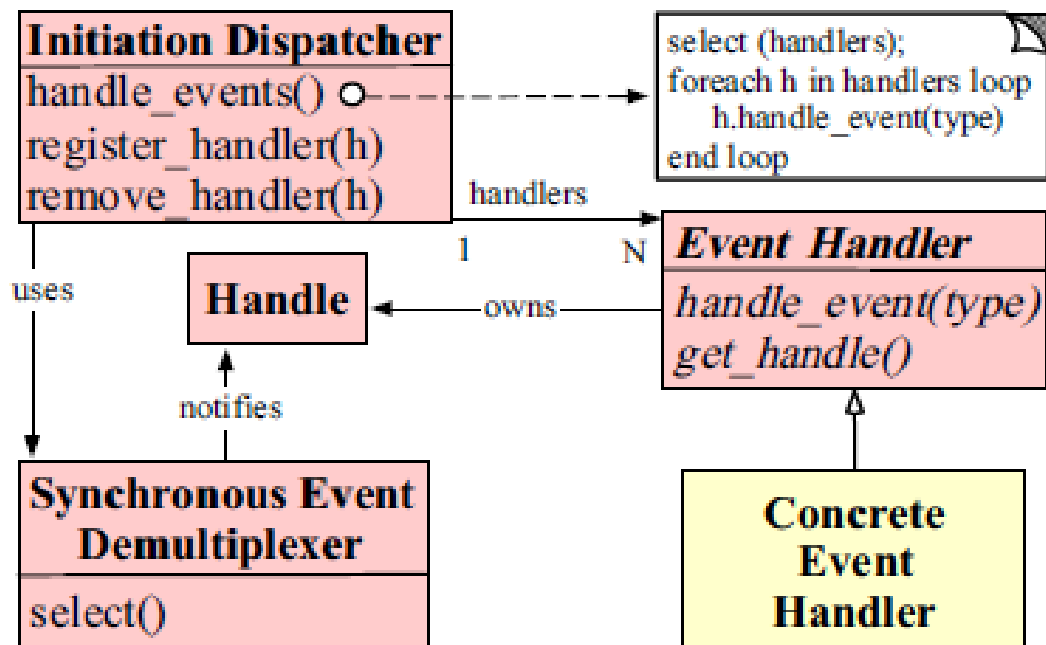 Initiation Dispatcher
handle_events()
register_handler(h)
remove_handler(h)
select (handlers);
foreach h in handlers loop
h.handle_event(type)
end loop
handlers
1
N
Event Handler
handle_event(type)
get_handle()
uses
Handle
owns
notifies
Synchronous Event
Demultiplexer
select()
Concrete
Event
Handler